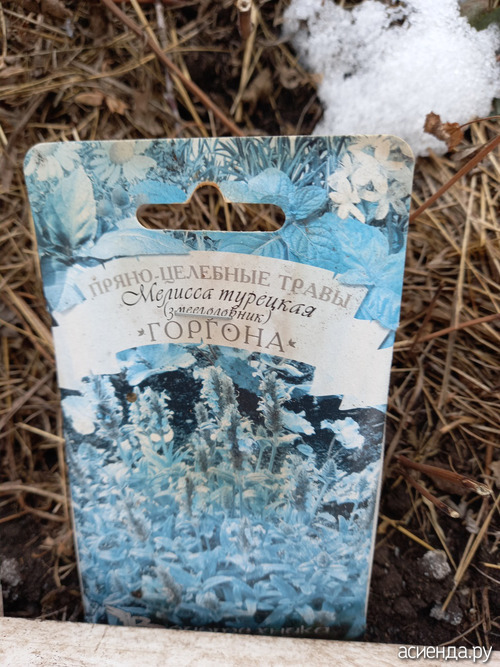 ПРЯНО-ЦЕЛЕБНЫЕ ТРАВЫ
Мелисса турецкая
(змееголовник)
"ГОРГОНА"
асиенда.ру